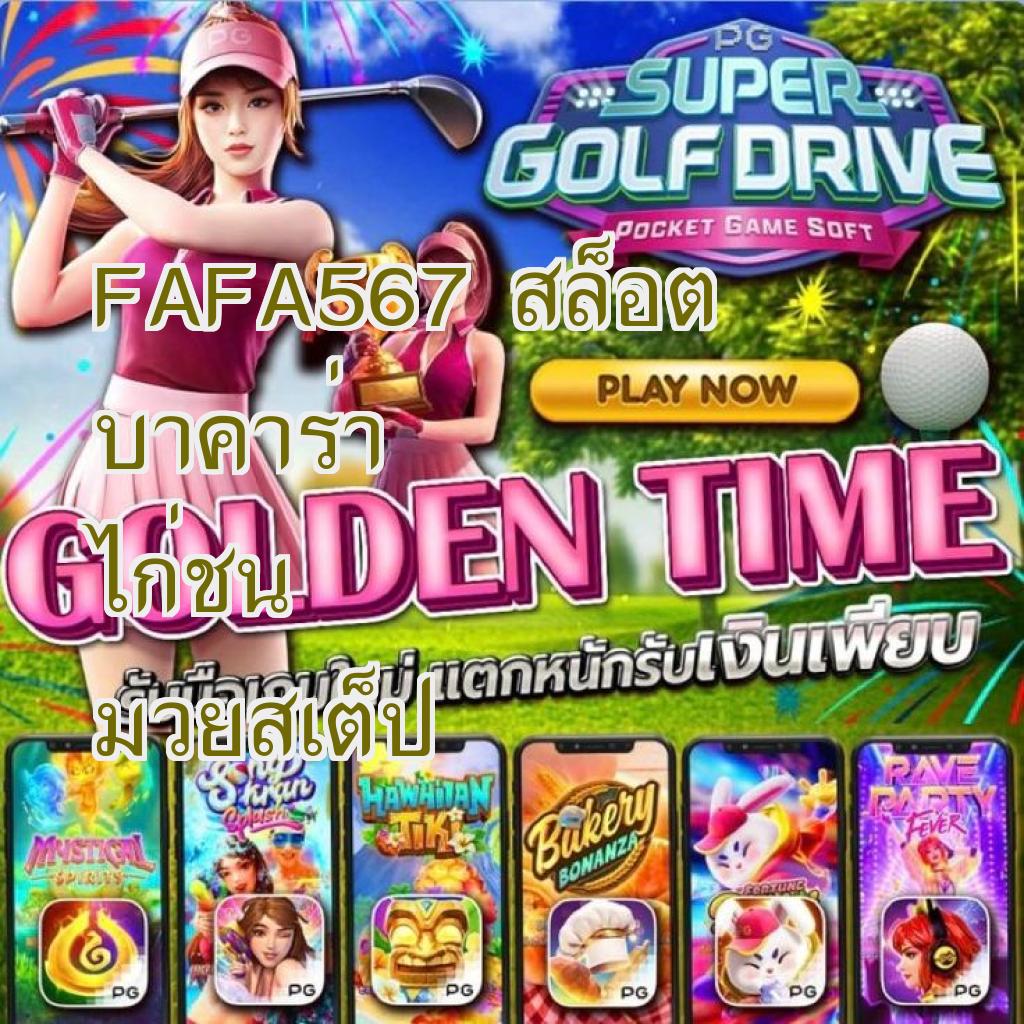 PG
PG
SUPER
GOLF DRIVE
POCKET GAME SOFT
FAFA567 สล็อต
PLAY NOW
บาคาร่า
GOLDEN TIME
ไก่ชน
แตกหนักรับเงินเพียบ
มวยสเต็ป
MYSTICAL
SPIRITS
Splash
HAWAIIAN
TIKI
Bakery
BONANZA
FORTUNE
RAVE
PARTY
FEVER
PG
PG
PG
PG
PG
PG